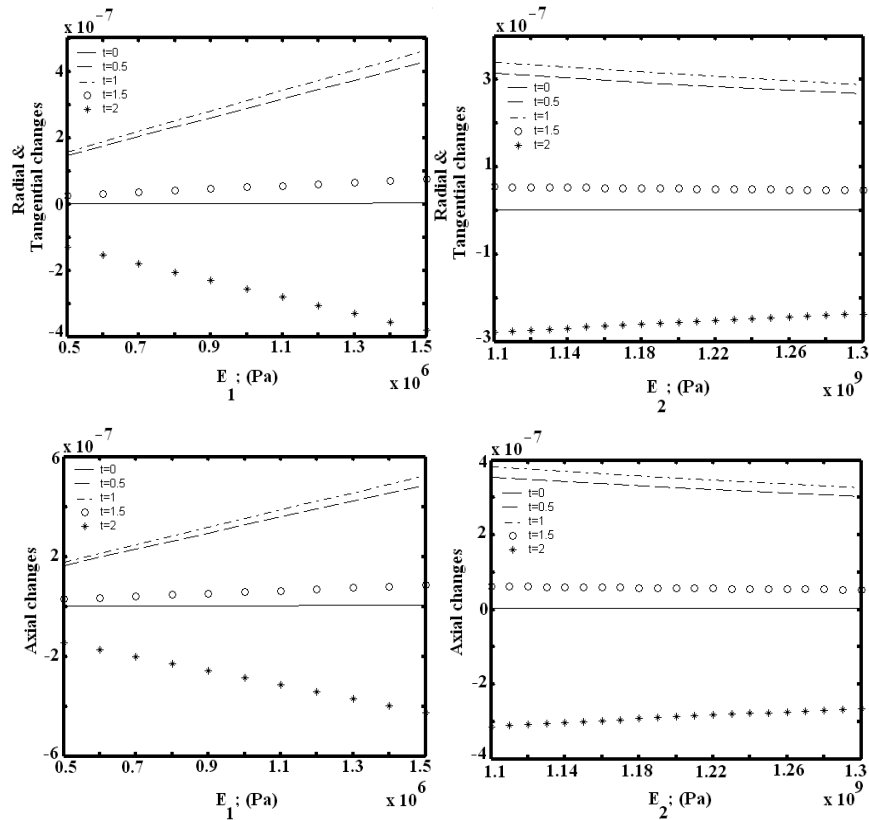 x 10^-7
4
2
0
-2
-4
Radial &
Tangential changes
t=0
t=0.5
t=1
t=1.5
t=2
0.5 0.7 0.9 1.1 1.3 1.5
E_1; (Pa)
x 10^6
x 10^-7
3
1
-1
-3
Radial &
Tangential changes
t=0
t=0.5
t=1
t=1.5
t=2
1.1 1.14 1.18 1.22 1.26 1.3
E_2; (Pa)
x 10^9
x 10^-7
6
2
-2
-6
Axial changes
t=0
t=0.5
t=1
t=1.5
t=2
0.5 0.7 0.9 1.1 1.3 1.5
E_1; (Pa)
x 10^6
x 10^-7
4
2
0
-2
-4
Axial changes
t=0
t=0.5
t=1
t=1.5
t=2
1.1 1.14 1.18 1.22 1.26 1.3
E_2; (Pa)
x 10^9